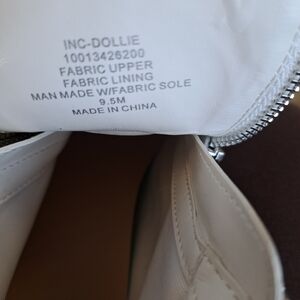 INC-DOLLIE
10013426200
FABRIC UPPER
FABRIC LINING
MAN MADE W/FABRIC SOLE
9.5M
MADE IN CHINA